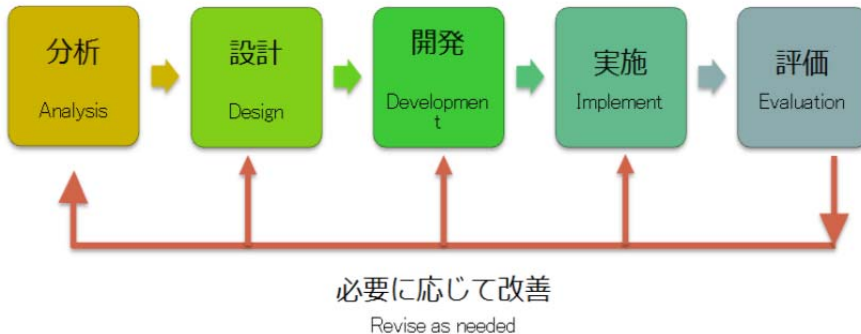 分析
Analysis
設計
Design
開発
Developmen
t
実施
Implement
評価
Evaluation
必要に応じて改善
Revise as needed